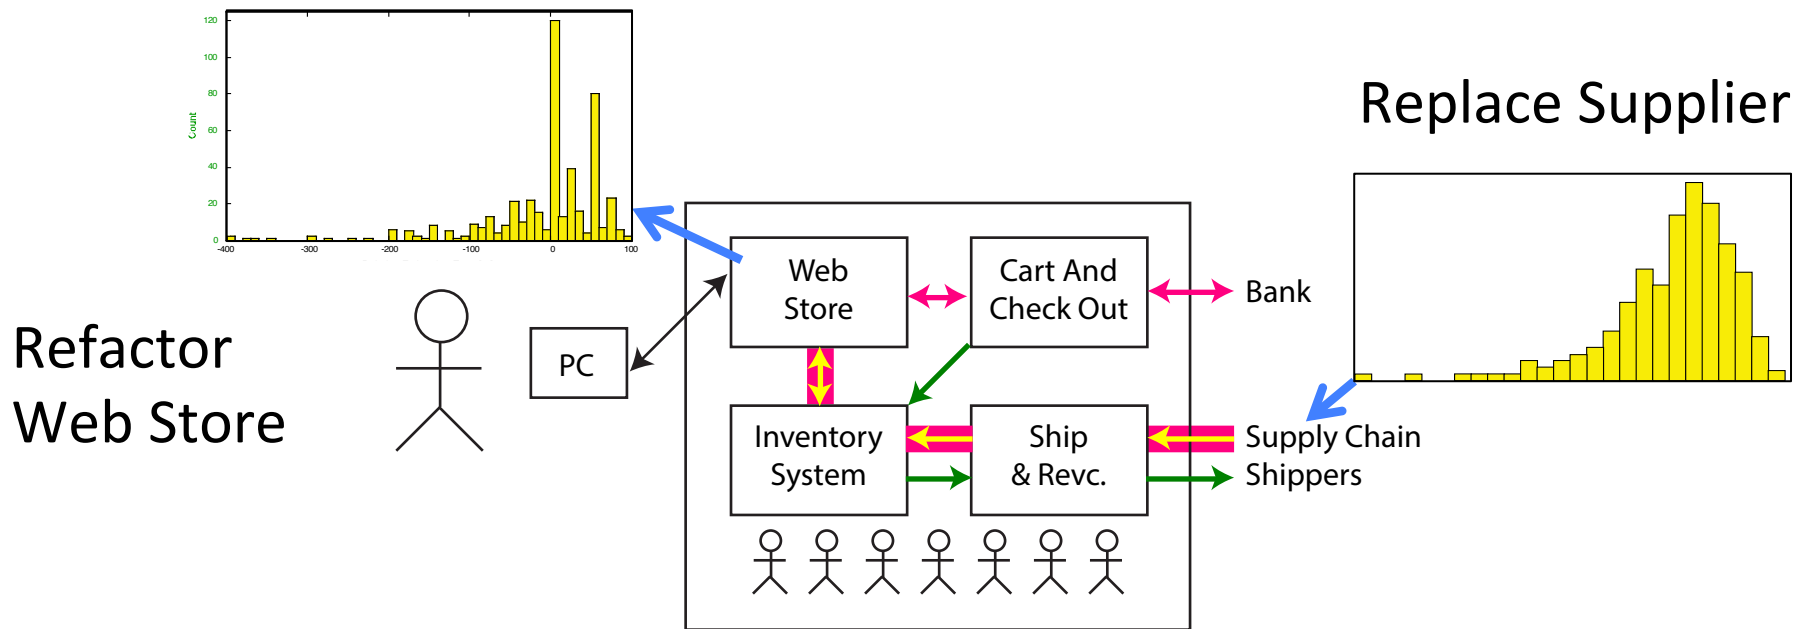 120
100
80
60
40
20
0
Count
-400
-300
-200
-100
0
100
Replace Supplier
Refactor
Web Store
PC
Web
Store
Cart And
Check Out
Bank
Inventory
System
Ship
& Revc.
Supply Chain
Shippers